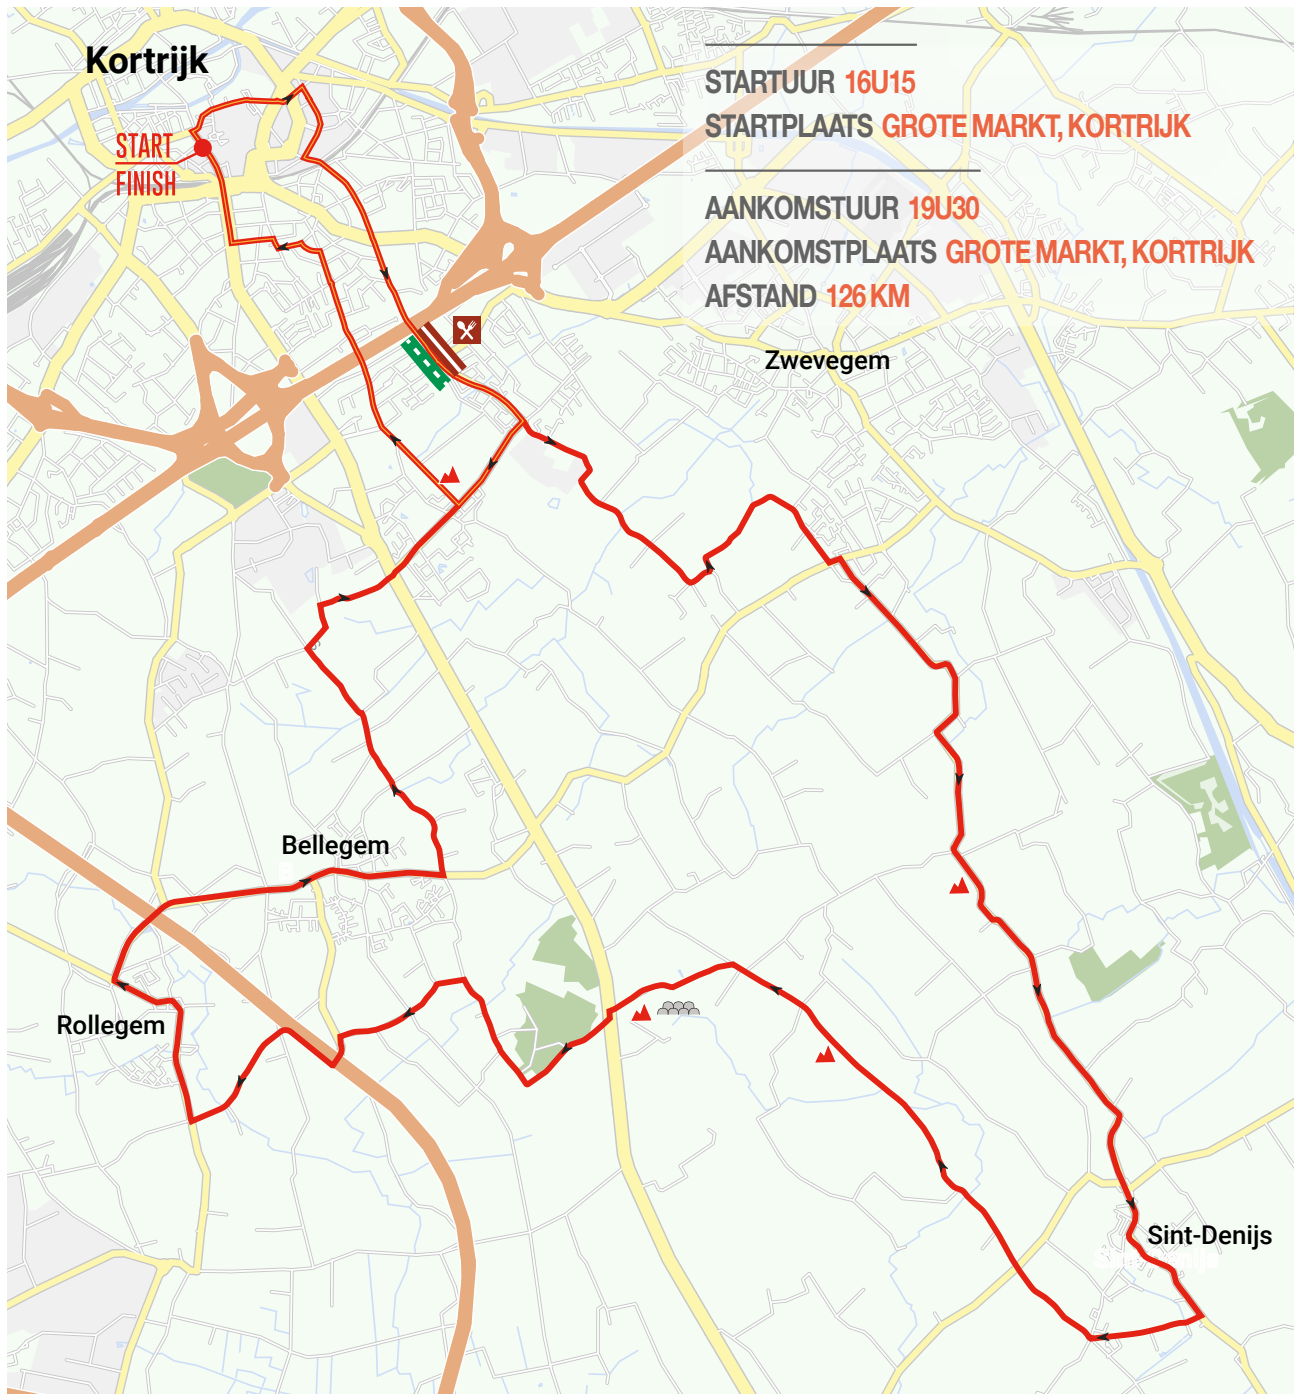 Kortrijk
START
FINISH
STARTUUR 16U15
STARTPLAATS GROTE MARKT, KORTRIJK
AANKOMSTUUR 19U30
AANKOMSTPLAATS GROTE MARKT, KORTRIJK
AFSTAND 126 KM
Zwevegem
Bellegem
Rollegem
Sint-Denijs